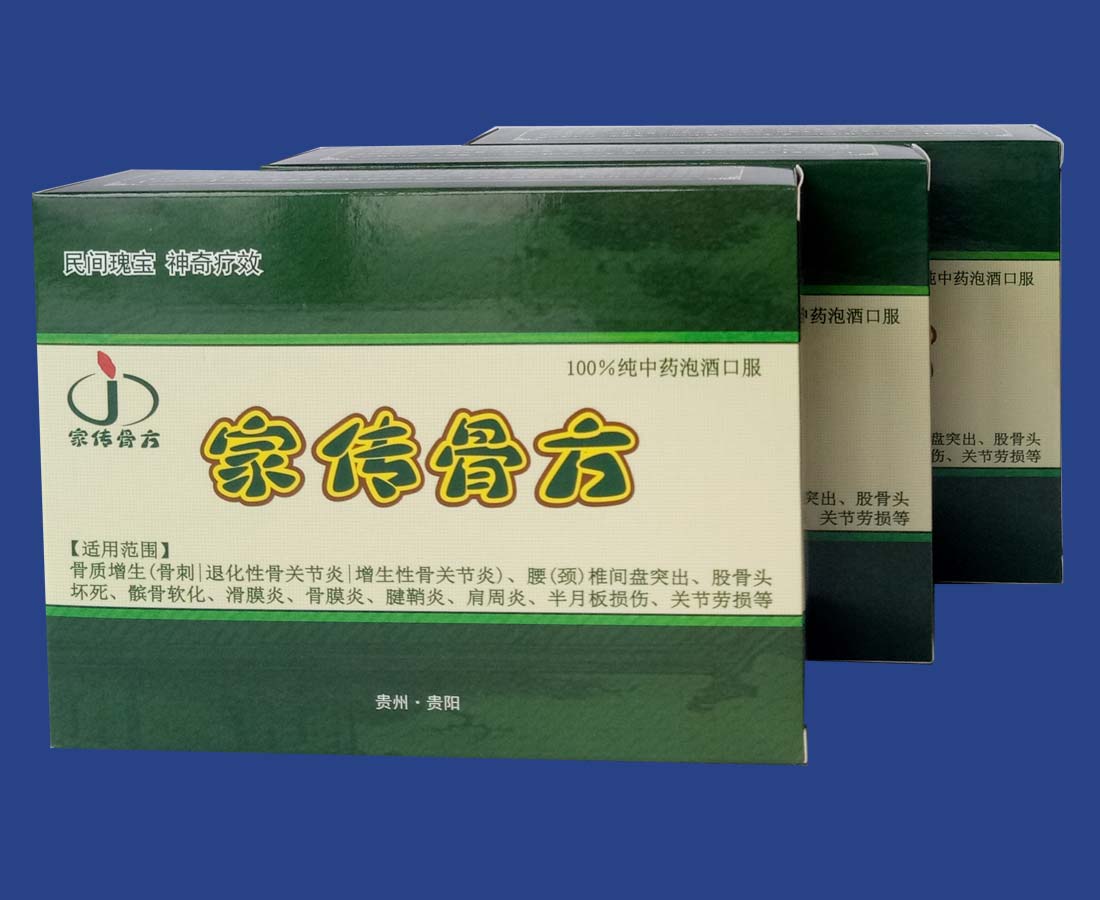 民间瑰宝 神奇疗效
100%纯中药泡酒口服
家传骨方
家传骨方
【适用范围】
骨质增生(骨刺|退化性骨关节炎|增生性骨关节炎)、腰(颈)椎间盘突出、股骨头
坏死、髌骨软化、滑膜炎、骨膜炎、腱鞘炎、肩周炎、半月板损伤、关节劳损等
贵州·贵阳
药泡酒口服
突出、股骨头
关节劳损等
纯中药泡酒口服
盘突出、股骨头
伤、关节劳损等